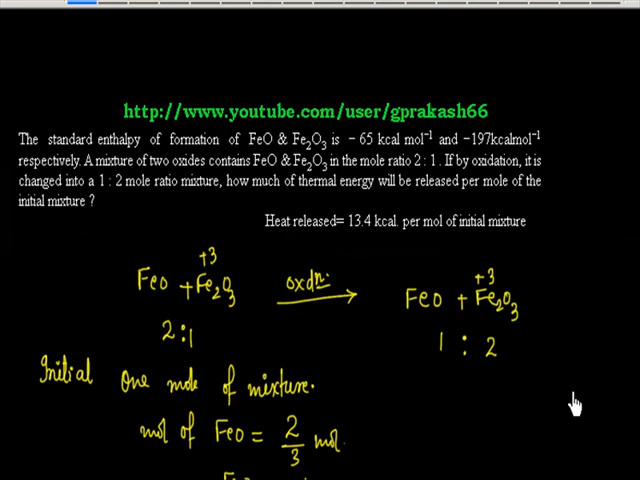 http://www.youtube.com/user/gprakash66
The standard enthalpy of formation of FeO & Fe₂O₃ is − 65 kcal mol⁻¹ and −197kcalmol⁻¹
respectively. A mixture of two oxides contains FeO & Fe₂O₃ in the mole ratio 2 : 1. If by oxidation, it is
changed into a 1 : 2 mole ratio mixture, how much of thermal energy will be released per mole of the
initial mixture ?
Heat released= 13.4 kcal. per mol of initial mixture
+3
+3
FeO + Fe₂O₃ oxdn. → FeO + Fe₂O₃
2 : 1
1 : 2
Initial One mole of mixture.
mol of FeO = 2/3 mol.